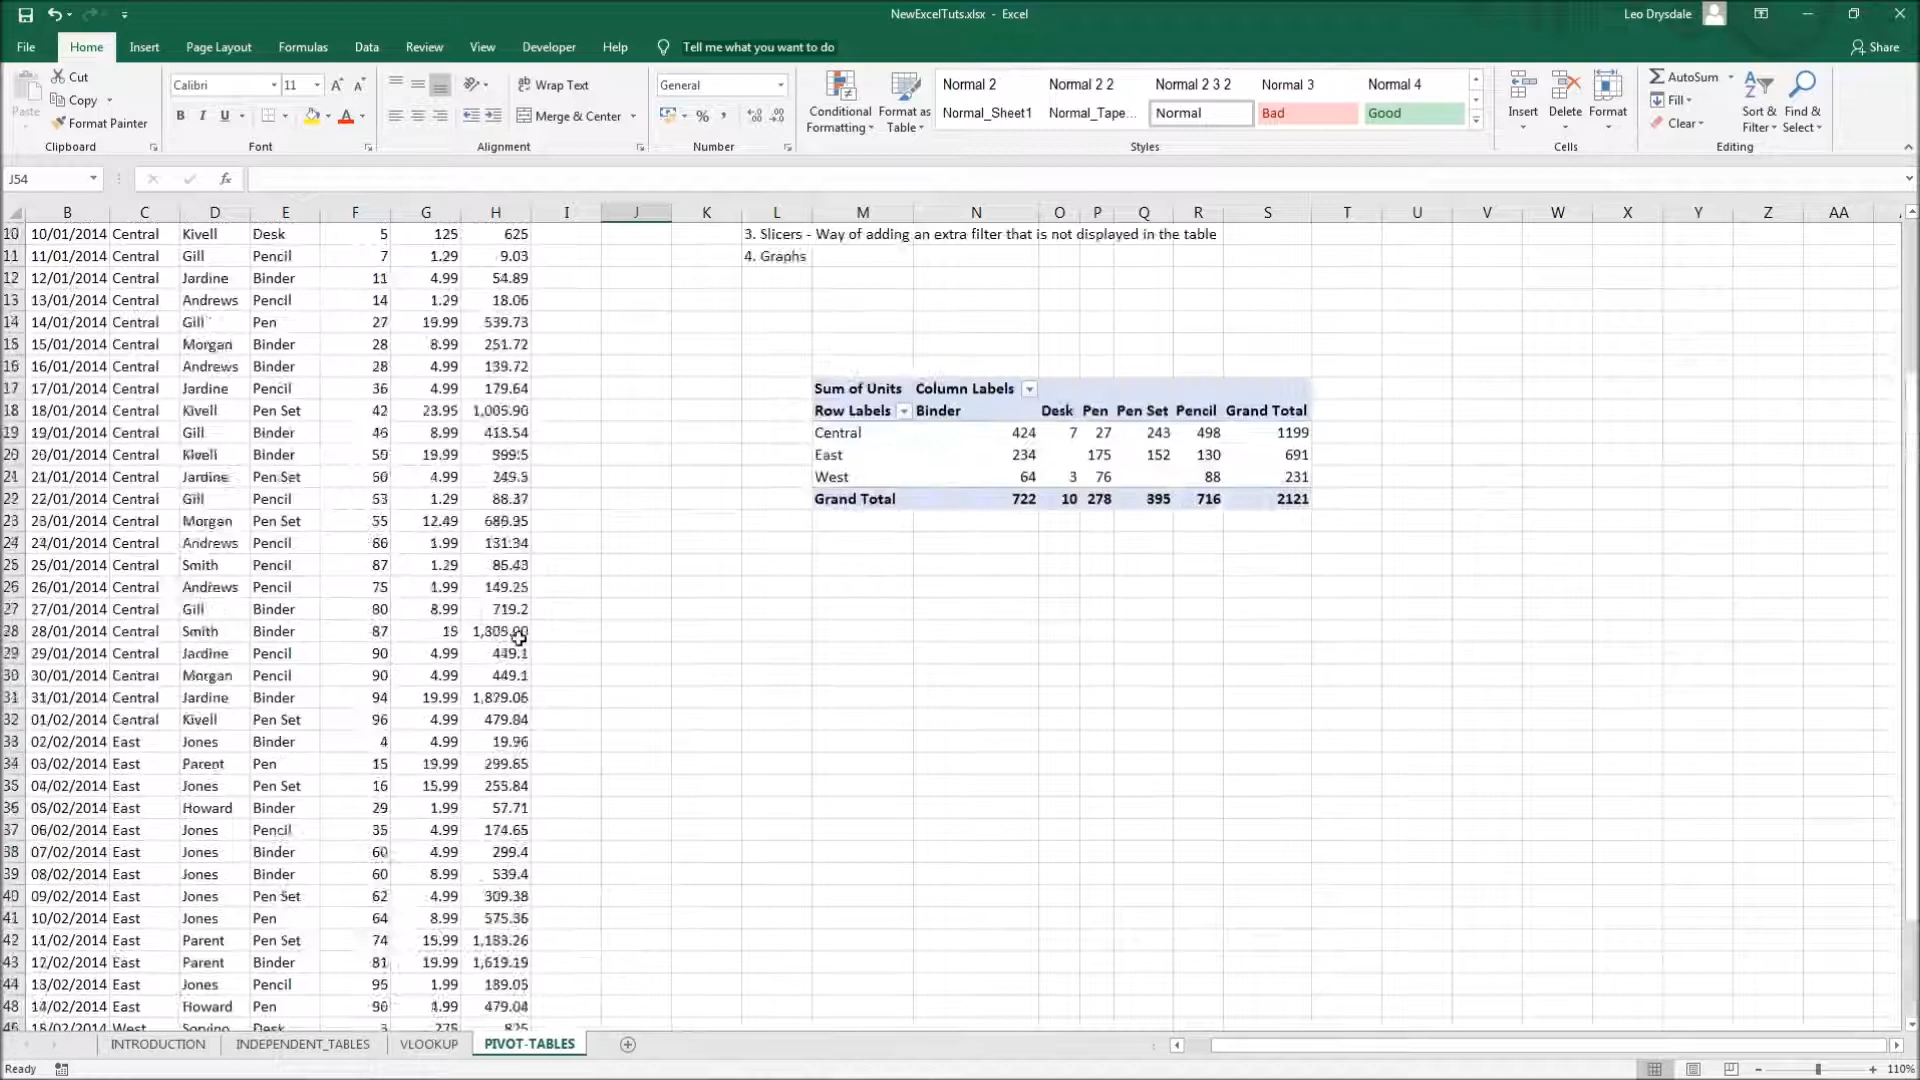 NewExcelTuts.xlsx - Excel
Leo Drysdale
File Home Insert Page Layout Formulas Data Review View Developer Help Tell me what you want to do Share
Paste
Cut
Copy
Format Painter
Clipboard
Calibri 11
B I U
Font
Wrap Text
Merge & Center
Alignment
General
Number
Conditional Formatting
Format as Table
Normal 2 Normal 2 2 Normal 2 3 2 Normal 3 Normal 4
Normal_Sheet1 Normal_Tape... Normal Bad Good
Styles
Insert Delete Format
Cells
AutoSum
Fill
Clear
Sort & Filter
Find & Select
Editing
J54
fx
B C D E F G H I J K L M N O P Q R S T U V W X Y Z AA
10 10/01/2014 Central Kivell Desk 5 125 625
11 11/01/2014 Central Gill Pencil 7 1.29 9.03
12 12/01/2014 Central Jardine Binder 11 4.99 54.89
13 13/01/2014 Central Andrews Pencil 14 1.29 18.06
14 14/01/2014 Central Gill Pen 27 19.99 539.73
15 15/01/2014 Central Morgan Binder 28 8.99 251.72
16 16/01/2014 Central Andrews Binder 28 4.99 139.72
17 17/01/2014 Central Jardine Pencil 36 4.99 179.64
18 18/01/2014 Central Kivell Pen Set 42 23.95 1,005.90
19 19/01/2014 Central Gill Binder 46 8.99 413.54
20 20/01/2014 Central Kivell Binder 50 19.99 999.5
21 21/01/2014 Central Jardine Pen Set 50 4.99 249.5
22 22/01/2014 Central Gill Pencil 53 1.29 88.37
23 23/01/2014 Central Morgan Pen Set 55 12.49 686.95
24 24/01/2014 Central Andrews Pencil 66 1.99 131.34
25 25/01/2014 Central Smith Pencil 67 1.29 86.43
26 26/01/2014 Central Andrews Pencil 75 1.99 149.25
27 27/01/2014 Central Gill Binder 80 8.99 719.2
28 28/01/2014 Central Smith Binder 87 15
29 29/01/2014 Central Jardine Pencil 90 4.99 449.1
30 30/01/2014 Central Morgan Pencil 90 4.99 449.1
31 31/01/2014 Central Jardine Binder 94 19.99 1,879.06
32 01/02/2014 Central Kivell Pen Set 96 4.99 479.04
33 02/02/2014 East Jones Binder 4 4.99 19.96
34 03/02/2014 East Parent Pen 15 19.99 299.85
35 04/02/2014 East Jones Pen Set 16 15.99 255.84
36 05/02/2014 East Howard Binder 29 1.99 57.71
37 06/02/2014 East Jones Pencil 35 4.99 174.65
38 07/02/2014 East Jones Binder 60 4.99 299.4
39 08/02/2014 East Jones Binder 60 8.99 539.4
40 09/02/2014 East Jones Pen Set 62 4.99 309.38
41 10/02/2014 East Jones Pen 64 8.99 575.36
42 11/02/2014 East Parent Pen Set 74 15.99 1,183.26
43 12/02/2014 East Parent Binder 81 19.99 1,619.19
44 13/02/2014 East Jones Pencil 95 1.99 189.05
14/02/2014 East Howard Pen 96 4.99 479.04
46 15/02/2014 West Sorvino Desk 3 275 825
3. Slicers - Way of adding an extra filter that is not displayed in the table
4. Graphs
Sum of Units Column Labels
Row Labels Binder Desk Pen Pen Set Pencil Grand Total
Central 424 7 27 243 498 1199
East 234 175 152 130 691
West 64 3 76 88 231
Grand Total 722 10 278 395 716 2121
INTRODUCTION INDEPENDENT_TABLES VLOOKUP PIVOT-TABLES
Ready
110%